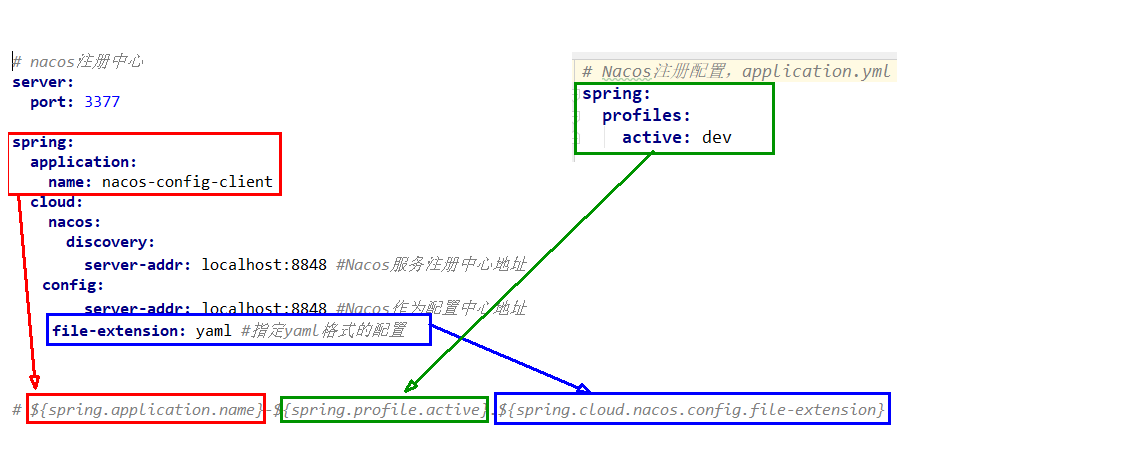 # nacos注册中心
server:
  port: 3377
spring:
  application:
    name: nacos-config-client
  cloud:
    nacos:
      discovery:
        server-addr: localhost:8848 #Nacos服务注册中心地址
   config:
        server-addr: localhost:8848 #Nacos作为配置中心地址
    file-extension: yaml #指定yaml格式的配置
# Nacos注册配置，application.yml
spring:
  profiles:
    active: dev
# ${spring.application.name}-${spring.profile.active}.${spring.cloud.nacos.config.file-extension}